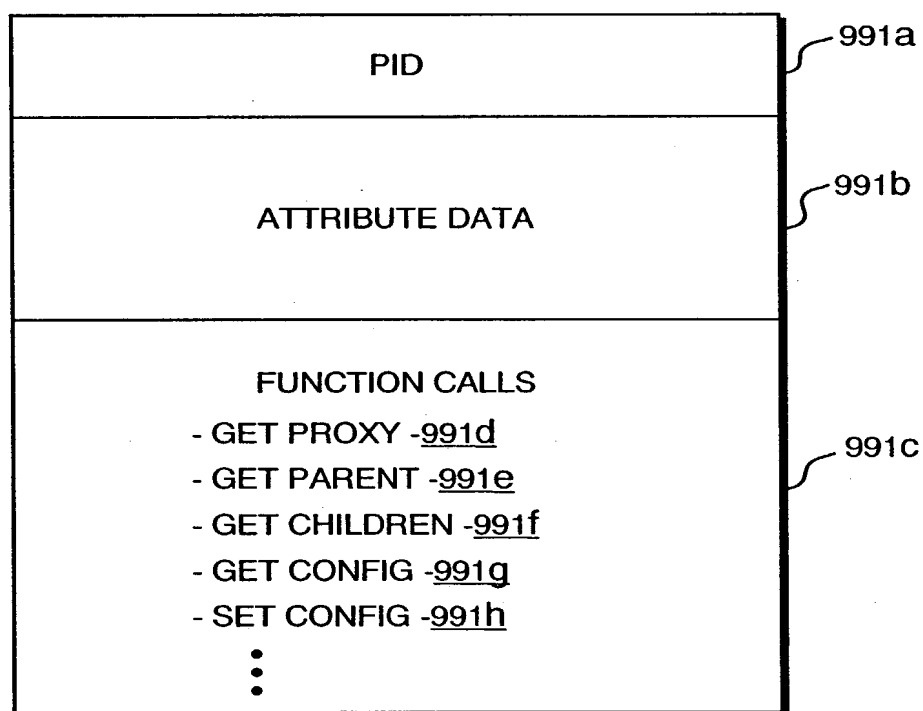 PID
991a
ATTRIBUTE DATA
991b
FUNCTION CALLS
- GET PROXY -991d
- GET PARENT -991e
- GET CHILDREN -991f
- GET CONFIG -991g
- SET CONFIG -991h
991c